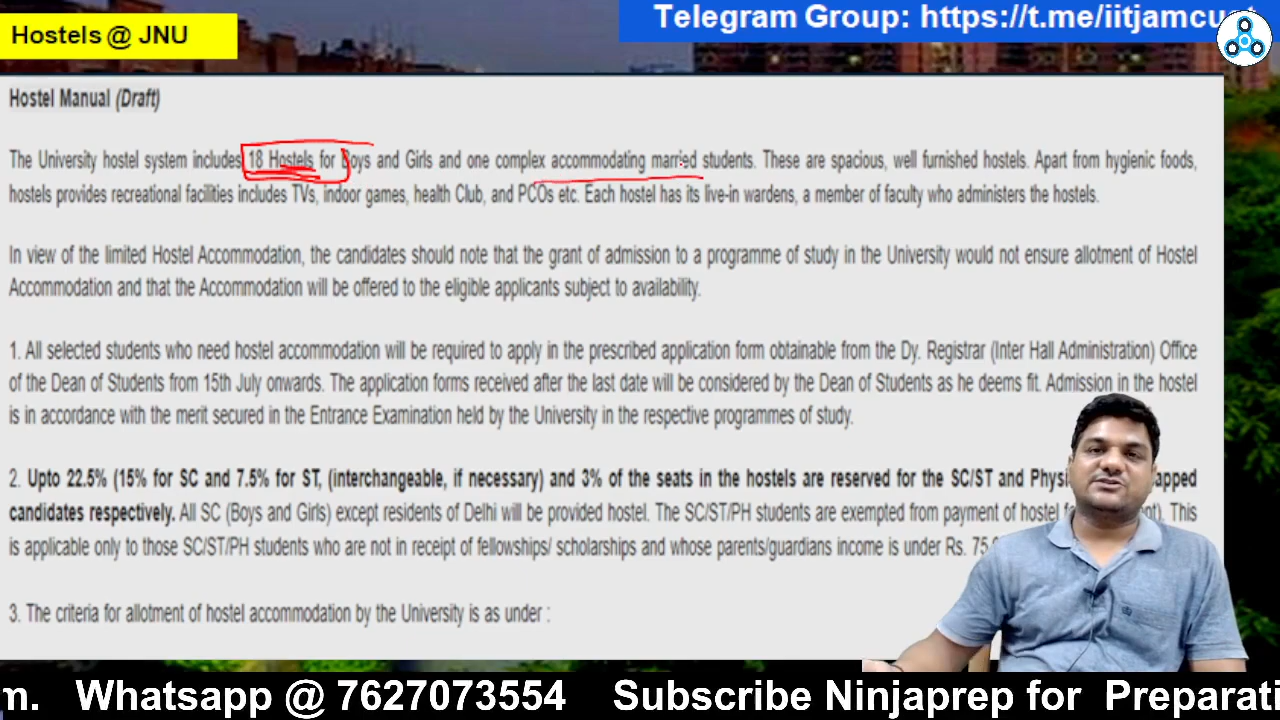 Hostels @ JNU
Telegram Group: https://t.me/iitjamcuet
Hostel Manual (Draft)
The University hostel system includes 18 Hostels for Boys and Girls and one complex accommodating married students. These are spacious, well furnished hostels. Apart from hygienic foods,
hostels provides recreational facilities includes TVs, indoor games, health Club, and PCOs etc. Each hostel has its live-in wardens, a member of faculty who administers the hostels.
In view of the limited Hostel Accommodation, the candidates should note that the grant of admission to a programme of study in the University would not ensure allotment of Hostel
Accommodation and that the Accommodation will be offered to the eligible applicants subject to availability.
1. All selected students who need hostel accommodation will be required to apply in the prescribed application form obtainable from the Dy. Registrar (Inter Hall Administration) Office
of the Dean of Students from 15th July onwards. The application forms received after the last date will be considered by the Dean of Students as he deems fit. Admission in the hostel
is in accordance with the merit secured in the Entrance Examination held by the University in the respective programmes of study.
2. Upto 22.5% (15% for SC and 7.5% for ST, (interchangeable, if necessary) and 3% of the seats in the hostels are reserved for the SC/ST and
candidates respectively. All SC (Boys and Girls) except residents of Delhi will be provided hostel. The SC/ST/PH students are exempted from payment of hostel This
is applicable only to those SC/ST/PH students who are not in receipt of fellowships/ scholarships and whose parents/guardians income is under Rs.
3. The criteria for allotment of hostel accommodation by the University is as under :
m. Whatsapp @ 7627073554 Subscribe Ninjaprep for Preparati